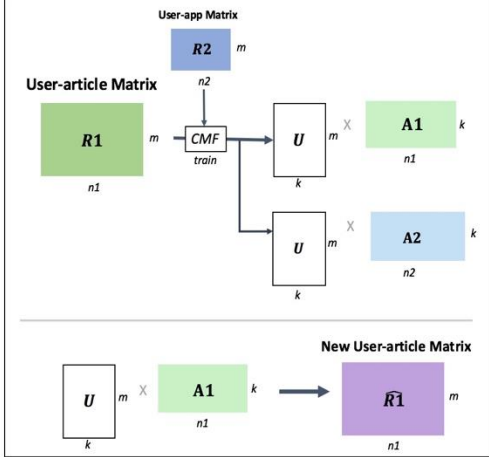 User-app Matrix
R2
m
n2
User-article Matrix
R1
m
n1
CMF
train
U
m
X
A1
k
k
n1
U
m
X
A2
k
k
n2
New User-article Matrix
U
m
X
A1
k
k
n1
R̂1
m
n1